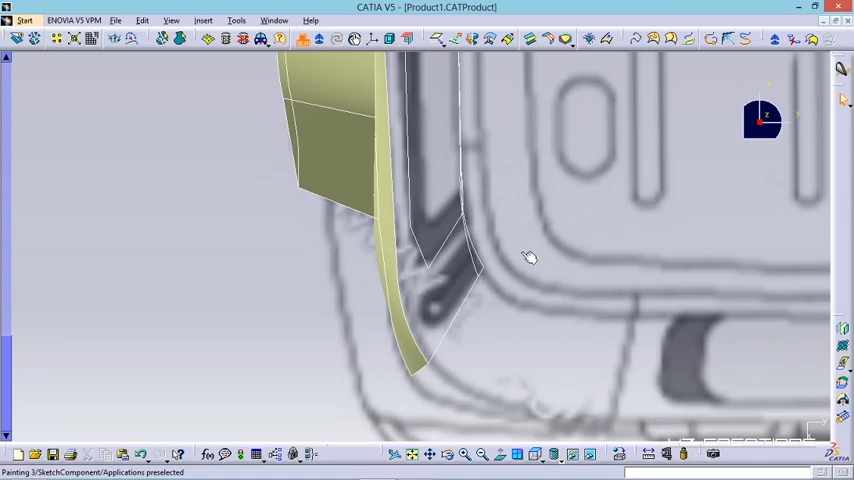 CATIA V5 - [Product1.CATProduct]
Start ENOVIA V5 VPM File Edit View Insert Tools Window Help
x
y
z
f(x)
y
CATIA
Painting 3/SketchComponent/Applications preselected